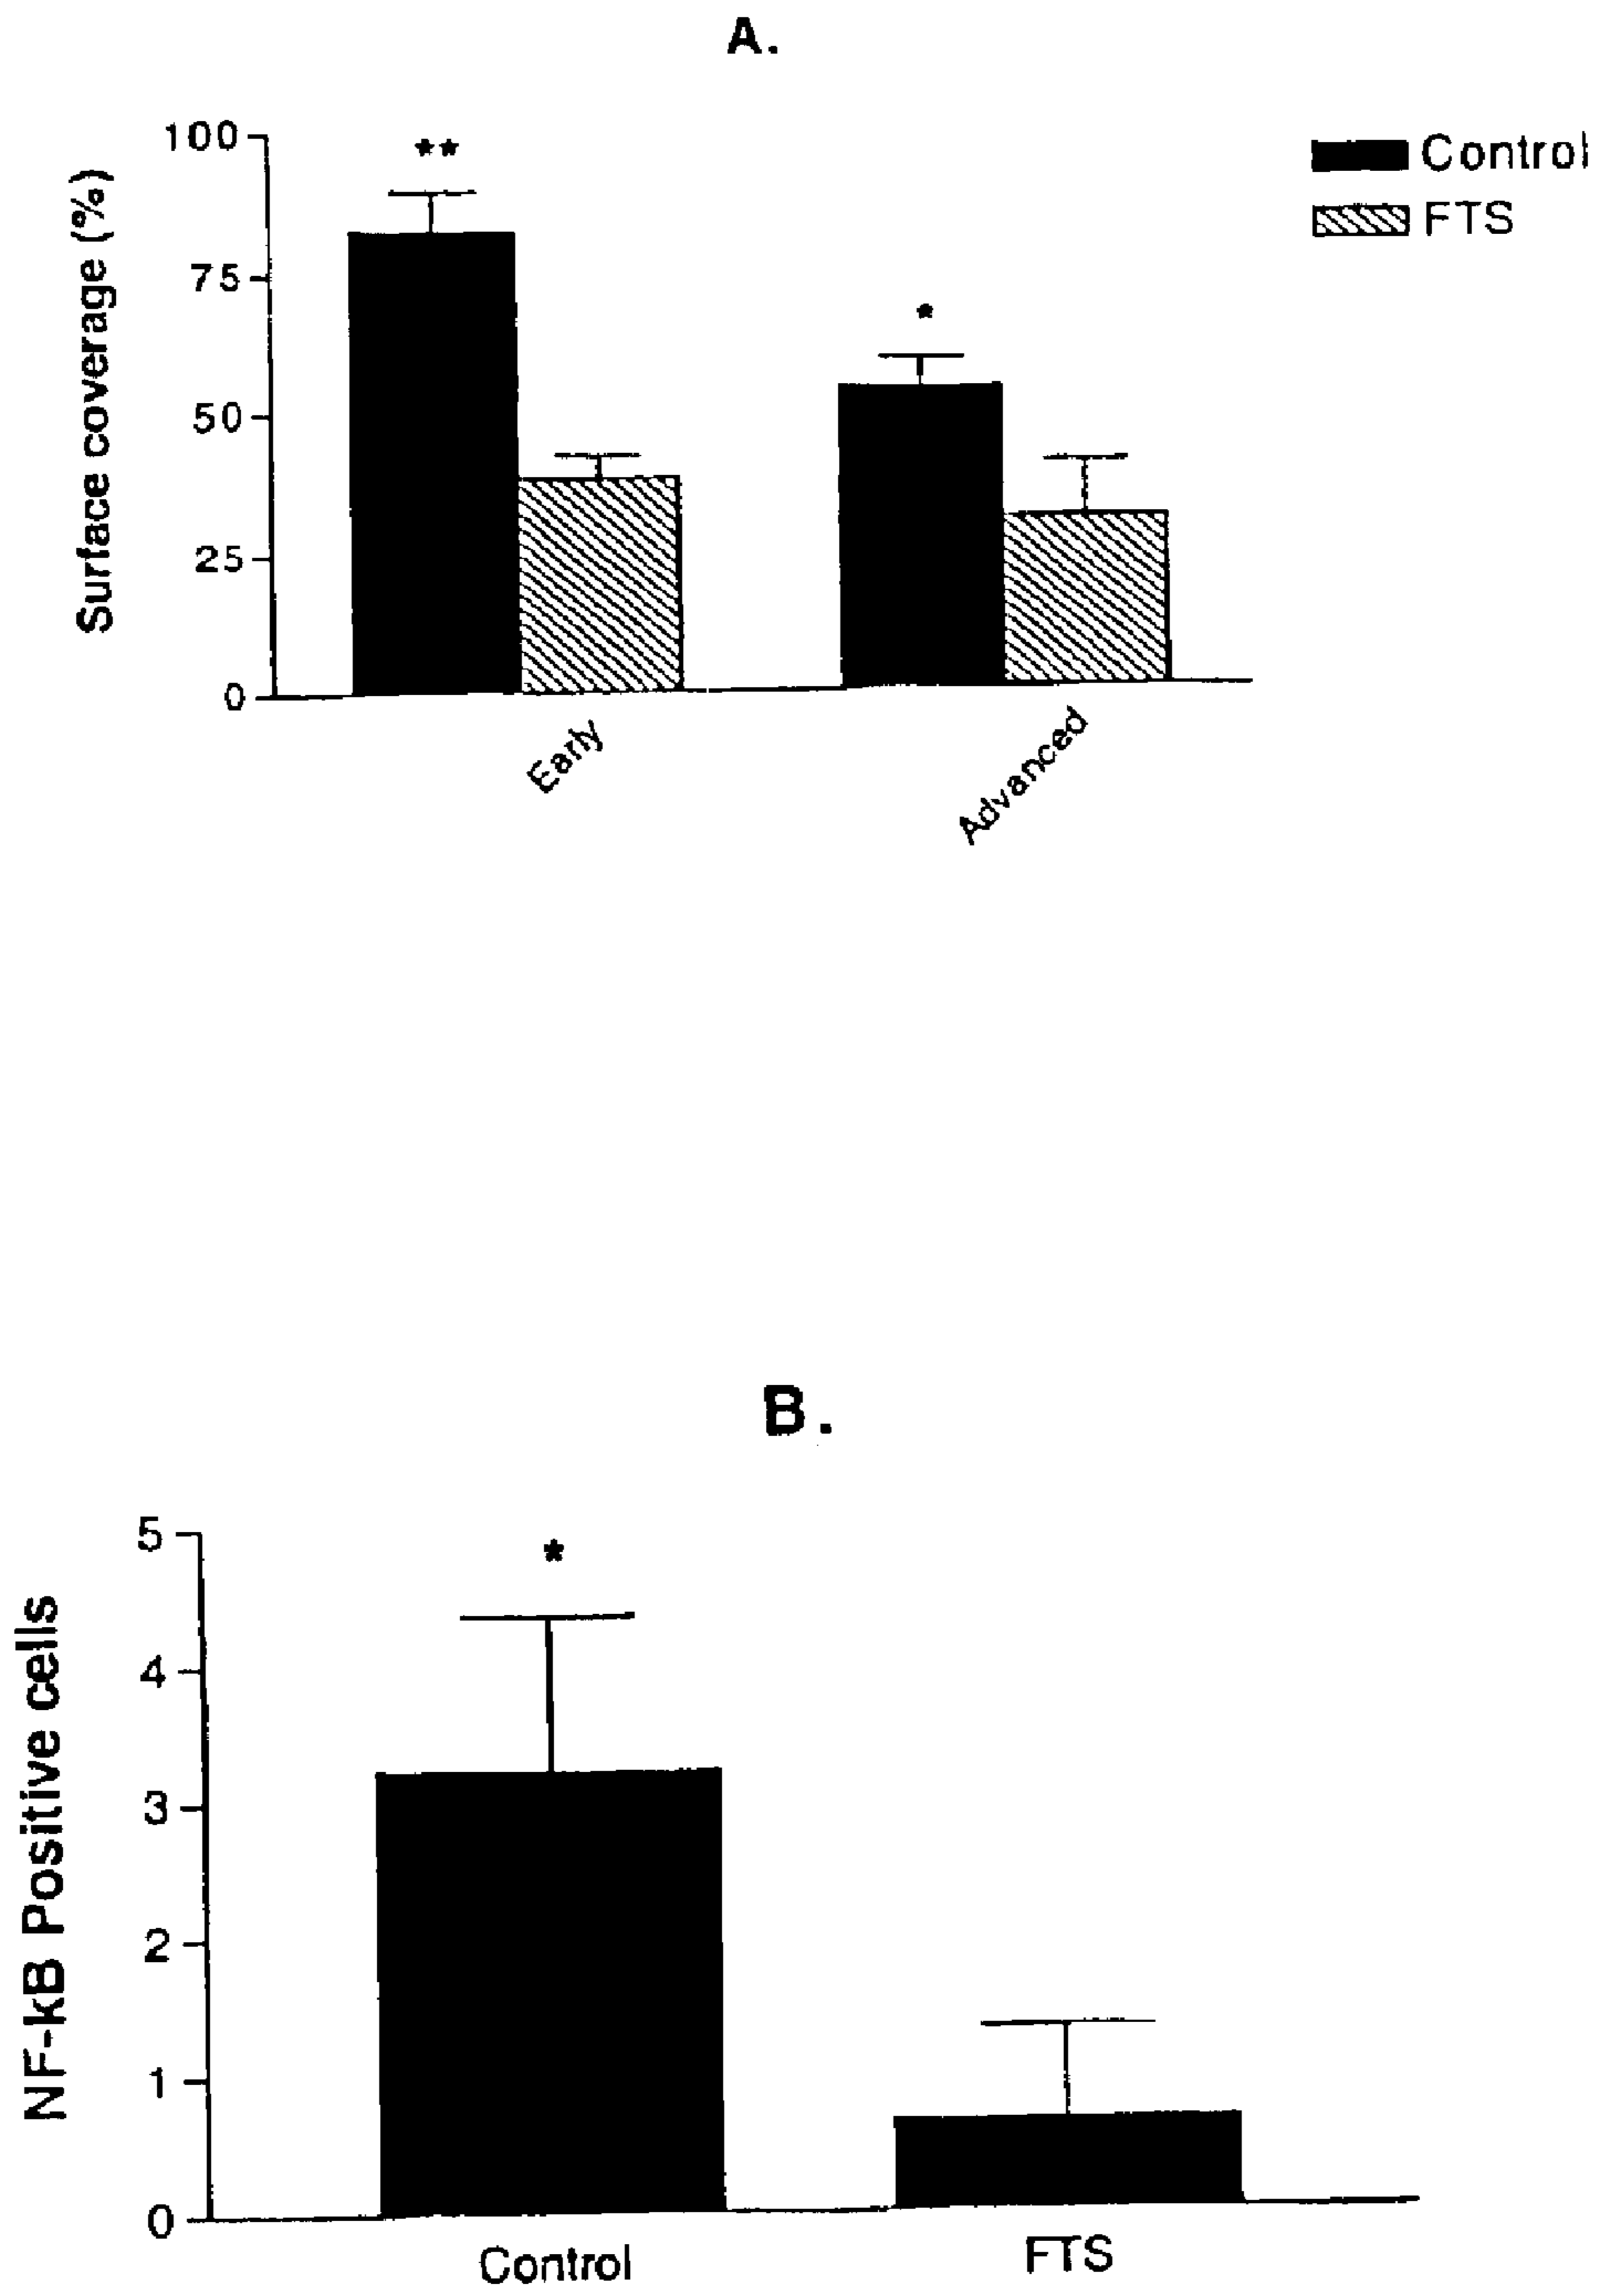 A.
Surface coverage (%)
100
75
50
25
0
**
*
Control
FTS
Early
Advanced
B.
NF-kB Positive cells
5
4
3
2
1
0
*
Control
FTS